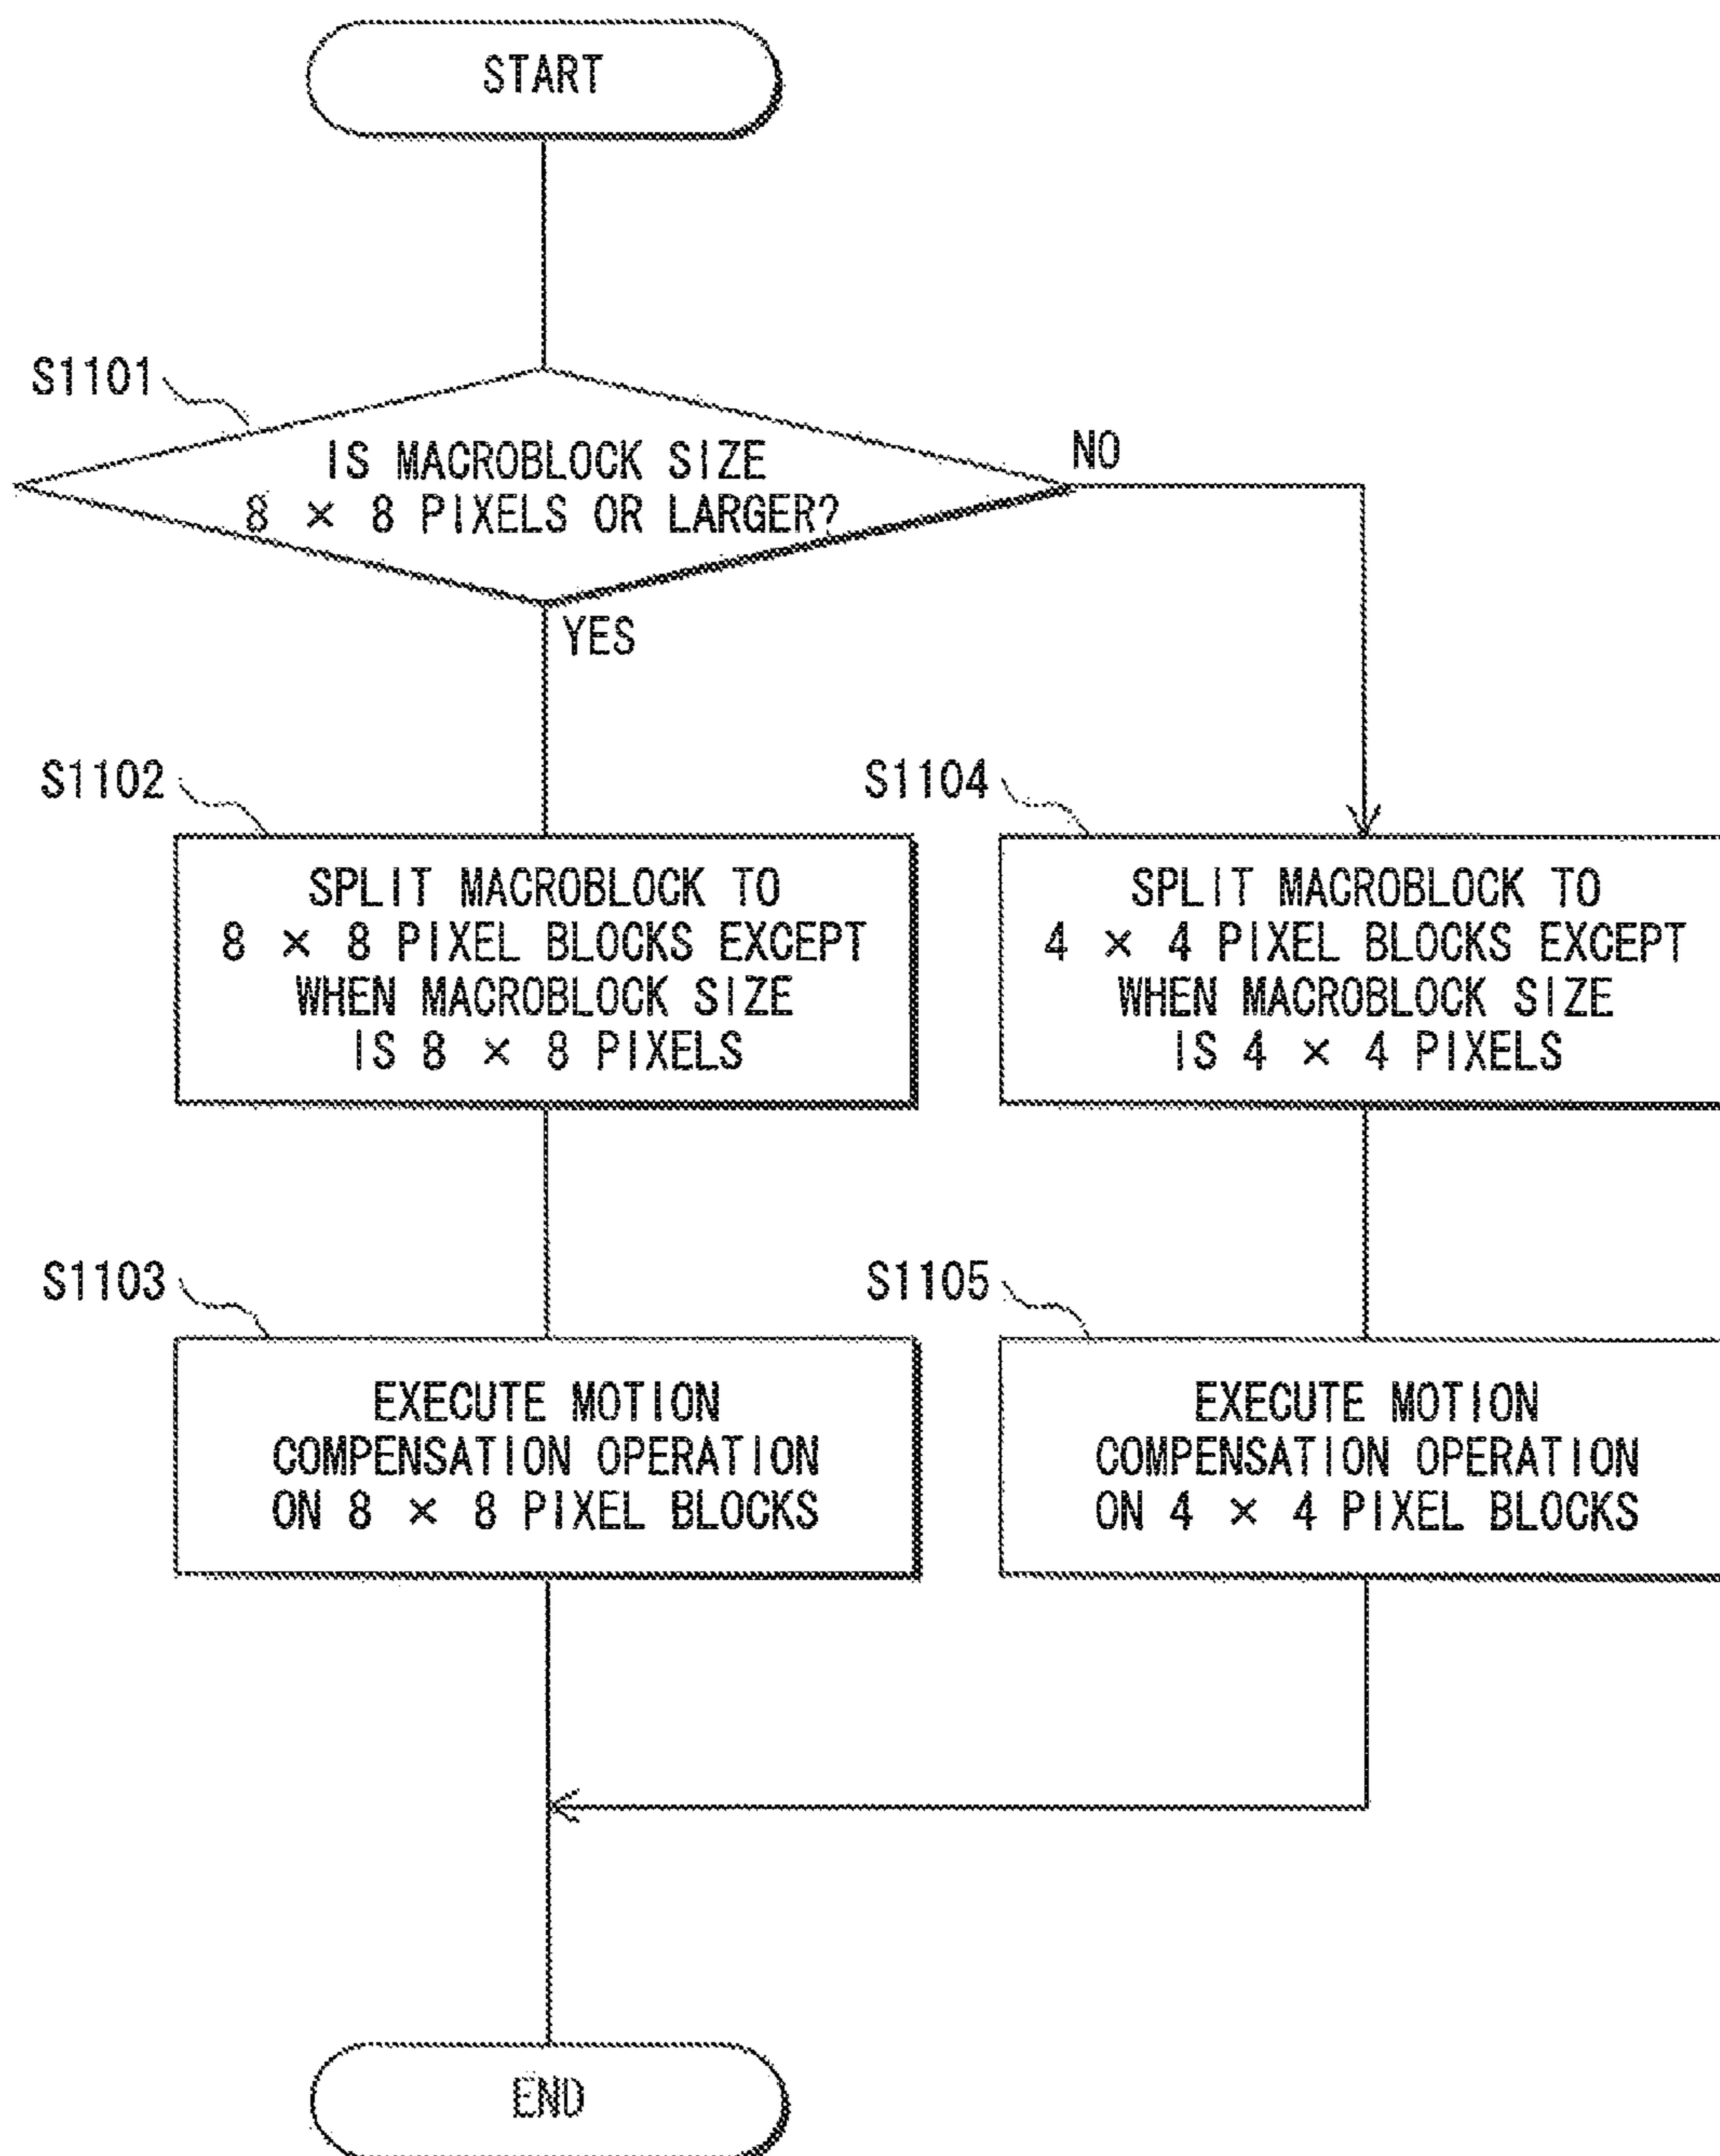 START
S1101
IS MACROBLOCK SIZE
8 × 8 PIXELS OR LARGER?
NO
YES
S1102
SPLIT MACROBLOCK TO
8 × 8 PIXEL BLOCKS EXCEPT
WHEN MACROBLOCK SIZE
IS 8 × 8 PIXELS
S1104
SPLIT MACROBLOCK TO
4 × 4 PIXEL BLOCKS EXCEPT
WHEN MACROBLOCK SIZE
IS 4 × 4 PIXELS
S1103
EXECUTE MOTION
COMPENSATION OPERATION
ON 8 × 8 PIXEL BLOCKS
S1105
EXECUTE MOTION
COMPENSATION OPERATION
ON 4 × 4 PIXEL BLOCKS
END